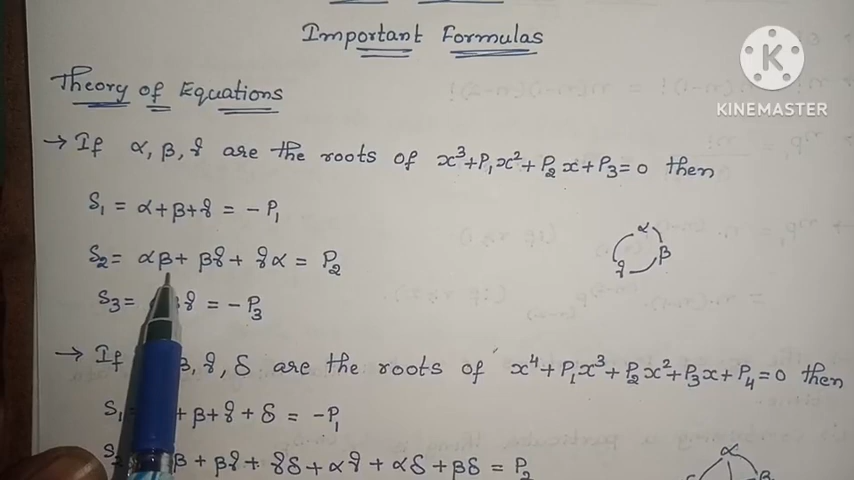 Important Formulas
KINEMASTER
Theory of Equations
→ If α, β, γ are the roots of x³+P₁x²+P₂x+P₃=0 then
S₁ = α+β+γ = -P₁
S₂= αβ+ βγ+ γα = P₂
α
β
γ
S₃= γ = -P₃
→ If β, γ, δ are the roots of x⁴+P₁x³+P₂x²+P₃x+P₄=0 then
S₁ + β+γ+δ = -P₁
β + βγ+ γδ+αγ+αδ+βδ = P₂
α